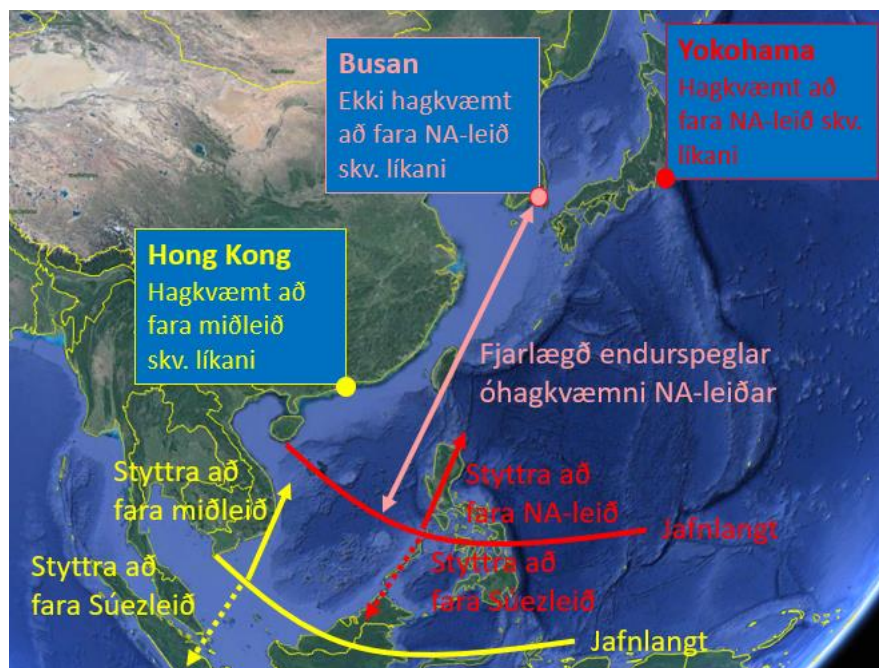 Busan
Ekki hagkvæmt
að fara NA-leið
skv. líkani
Yokohama
Hagkvæmt að
fara NA-leið skv.
líkani
Hong Kong
Hagkvæmt að
fara miðleið
skv. líkani
Fjarlægð endurspeglar
óhagkvæmni NA-leiðar
Styttra að
fara miðleið
Styttra að
fara NA-leið
Jafnlangt
Styttra að
fara Súezleið
Styttra að
fara Súezleið
Jafnlangt